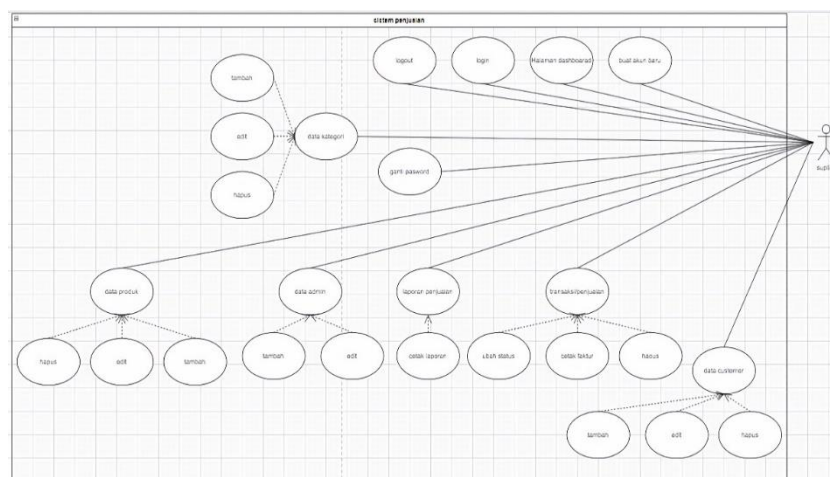 sistem penjualan
logout
login
Halaman dashboarad
buat akun baru
tambah
edit
data kategori
hapus
ganti pasword
data produk
data admin
laporan penjualan
transaksi/penjualan
hapus
edit
tambah
tambah
edit
cetak laporan
ubah status
cetak faktur
hapus
data customer
tambah
edit
hapus